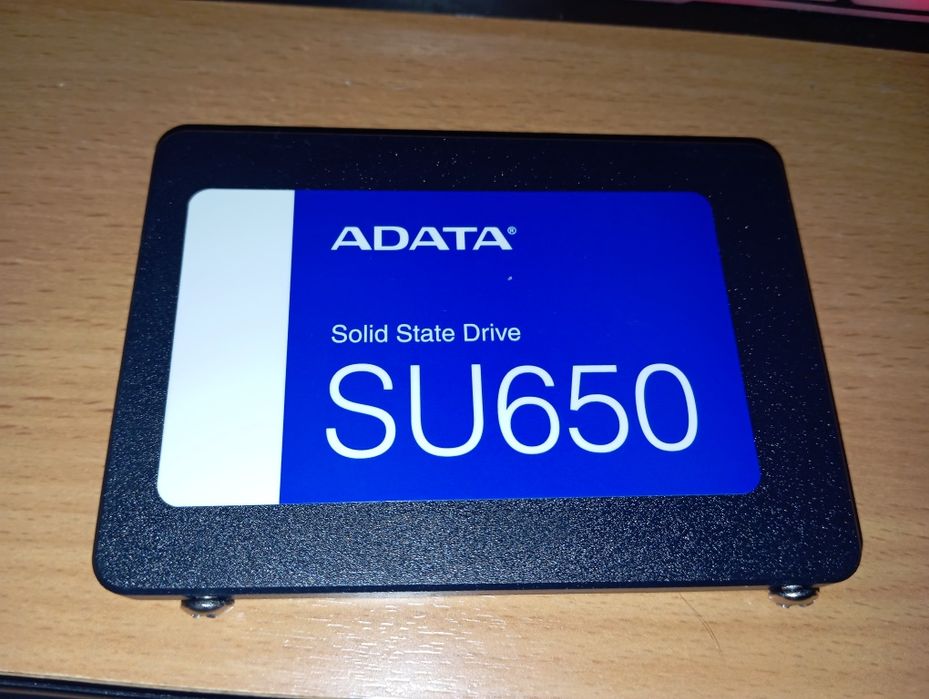 ADATA®
Solid State Drive
SU650